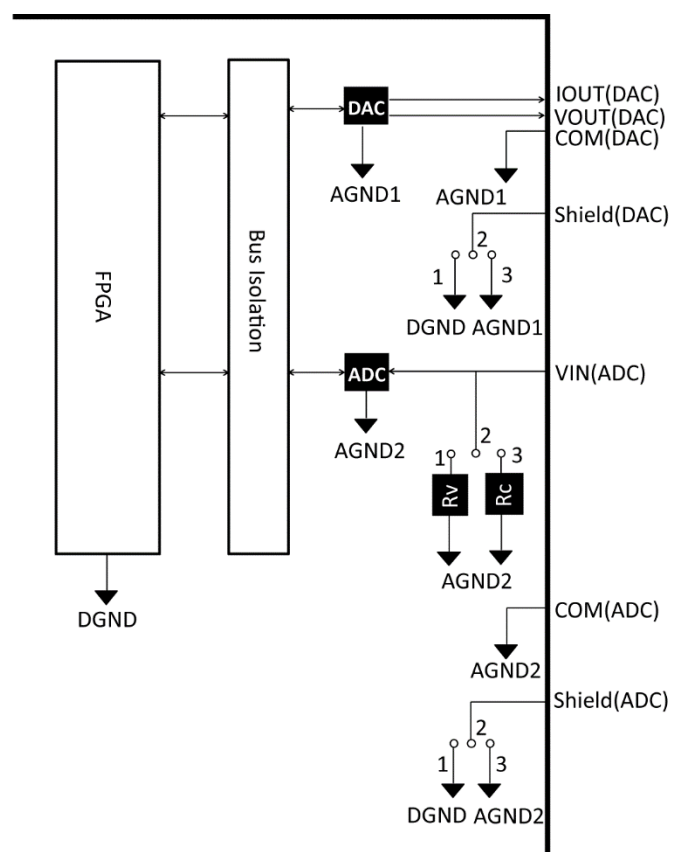 IOUT(DAC)
DAC
VOUT(DAC)
COM(DAC)
AGND1
AGND1
Shield(DAC)
2
1
3
DGND
AGND1
FPGA
Bus Isolation
ADC
VIN(ADC)
AGND2
2
1
3
Rv
Rc
AGND2
DGND
COM(ADC)
AGND2
Shield(ADC)
2
1
3
DGND
AGND2